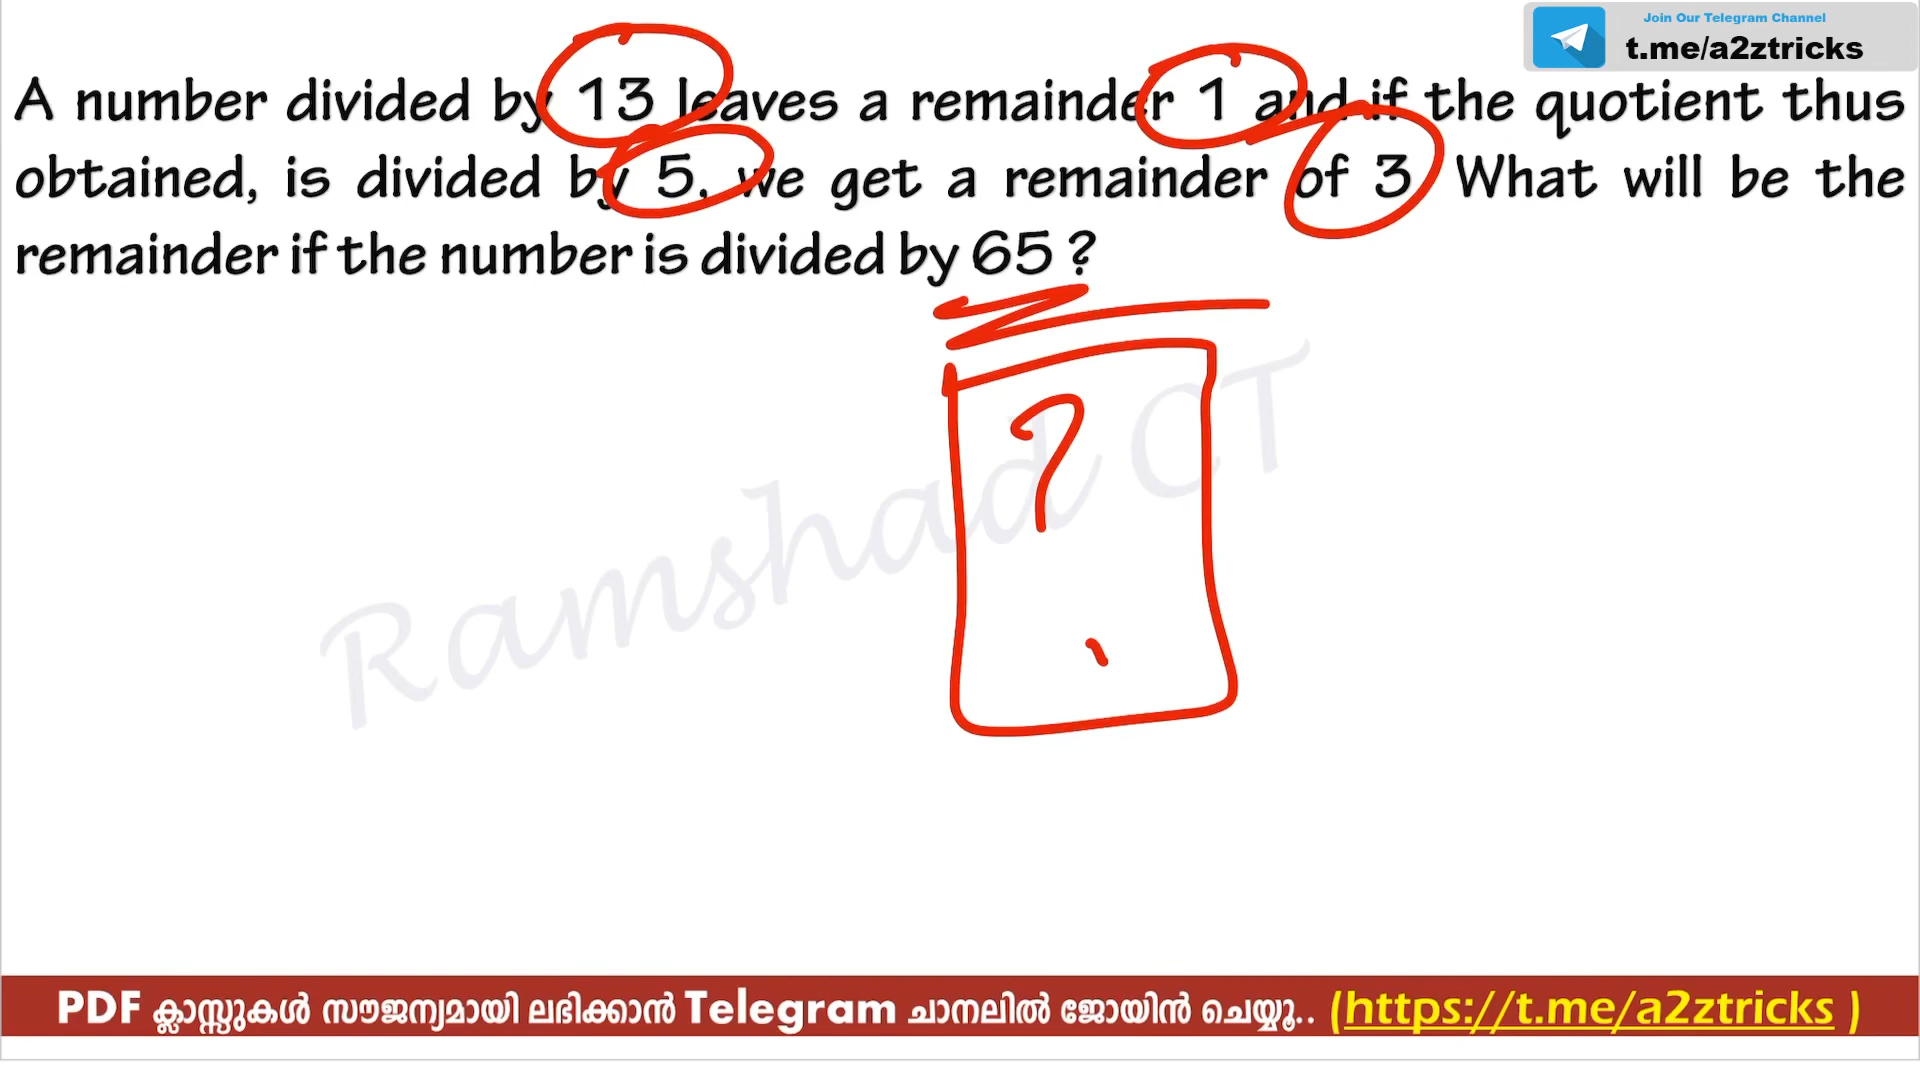 Join Our Telegram Channel
t.me/a2ztricks
A number divided by 13 leaves a remainder 1 and if the quotient thus
obtained, is divided by 5, we get a remainder of 3 What will be the
remainder if the number is divided by 65 ?
?
Ramshad CT
PDF ക്ലാസ്സുകൾ സൗജന്യമായി ലഭിക്കാൻ Telegram ചാനലിൽ ജോയിൻ ചെയ്യൂ.. (https://t.me/a2ztricks )